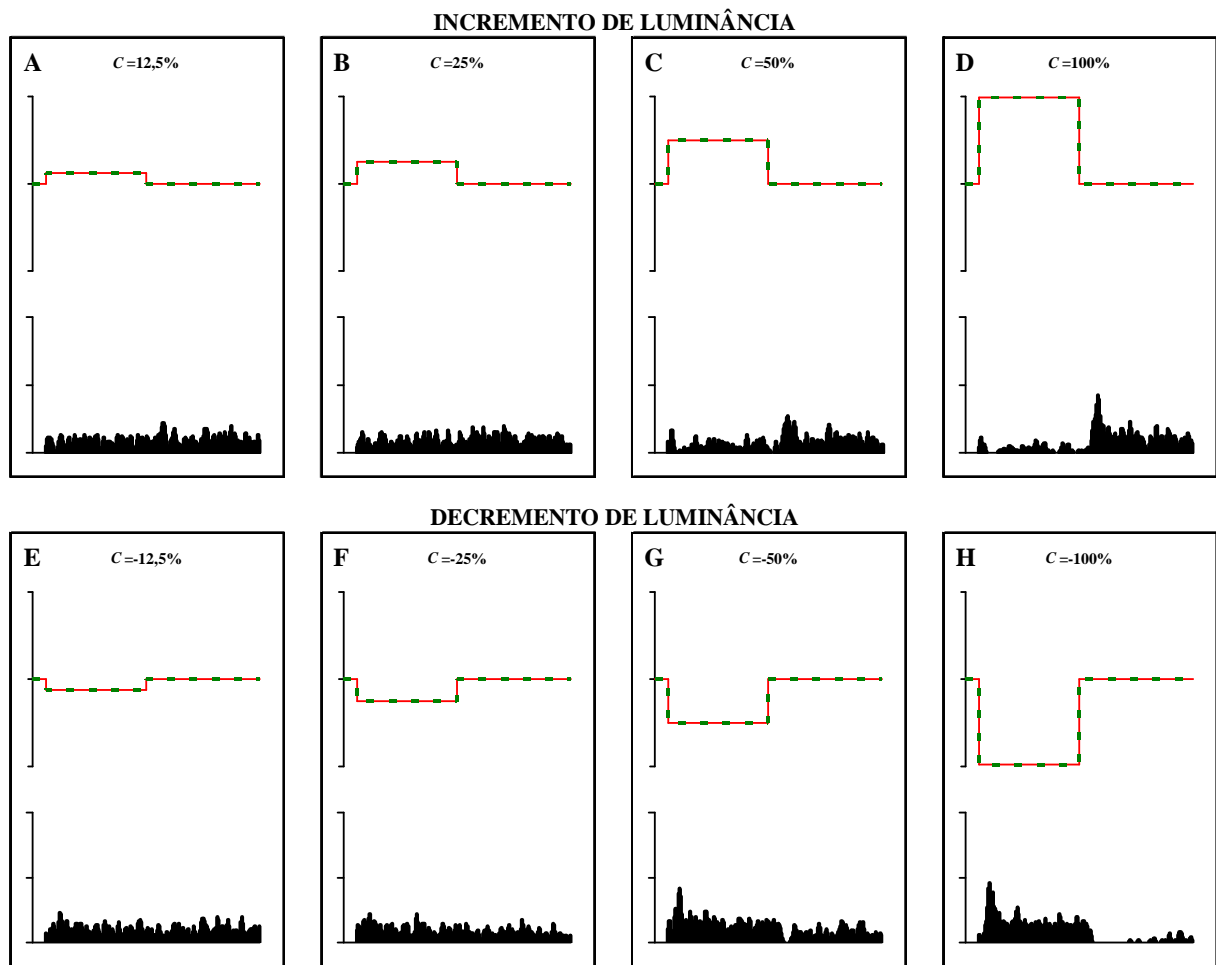 INCREMENTO DE LUMINÂNCIA
A C =12,5%
B C =25%
C C =50%
D C =100%
DECREMENTO DE LUMINÂNCIA
E C =-12,5%
F C =-25%
G C =-50%
H C =-100%